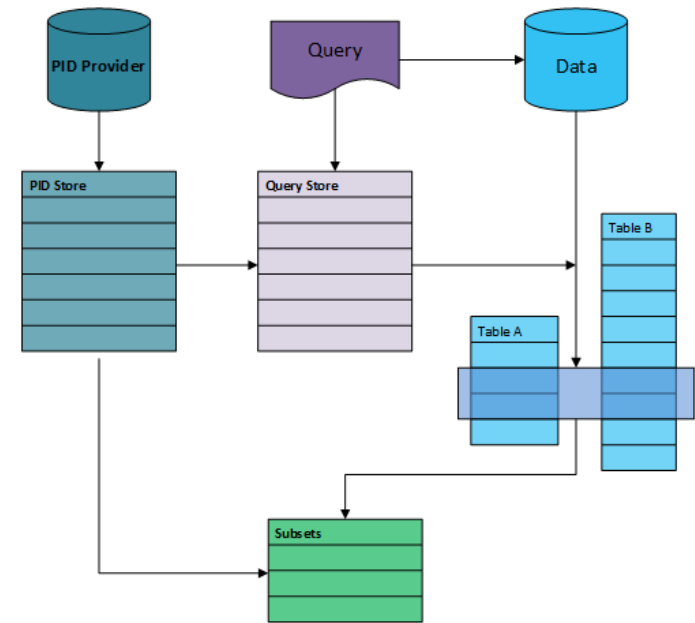 PID Provider
Query
Data
PID Store
Query Store
Table B
Table A
Subsets